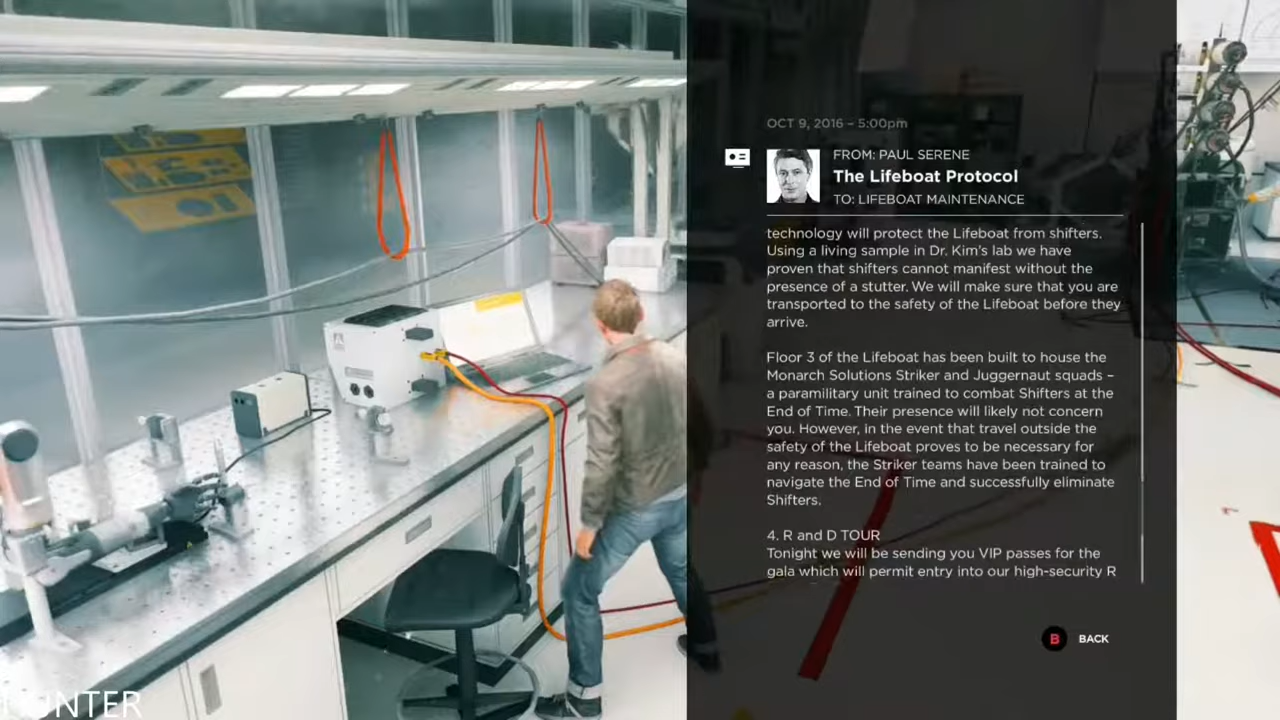 OCT 9, 2016 – 5:00pm
FROM: PAUL SERENE
The Lifeboat Protocol
TO: LIFEBOAT MAINTENANCE
technology will protect the Lifeboat from shifters.
Using a living sample in Dr. Kim's lab we have
proven that shifters cannot manifest without the
presence of a stutter. We will make sure that you are
transported to the safety of the Lifeboat before they
arrive.
Floor 3 of the Lifeboat has been built to house the
Monarch Solutions Striker and Juggernaut squads –
a paramilitary unit trained to combat Shifters at the
End of Time. Their presence will likely not concern
you. However, in the event that travel outside the
safety of the Lifeboat proves to be necessary for
any reason, the Striker teams have been trained to
navigate the End of Time and successfully eliminate
Shifters.
4. R and D TOUR
Tonight we will be sending you VIP passes for the
gala which will permit entry into our high-security R
B BACK